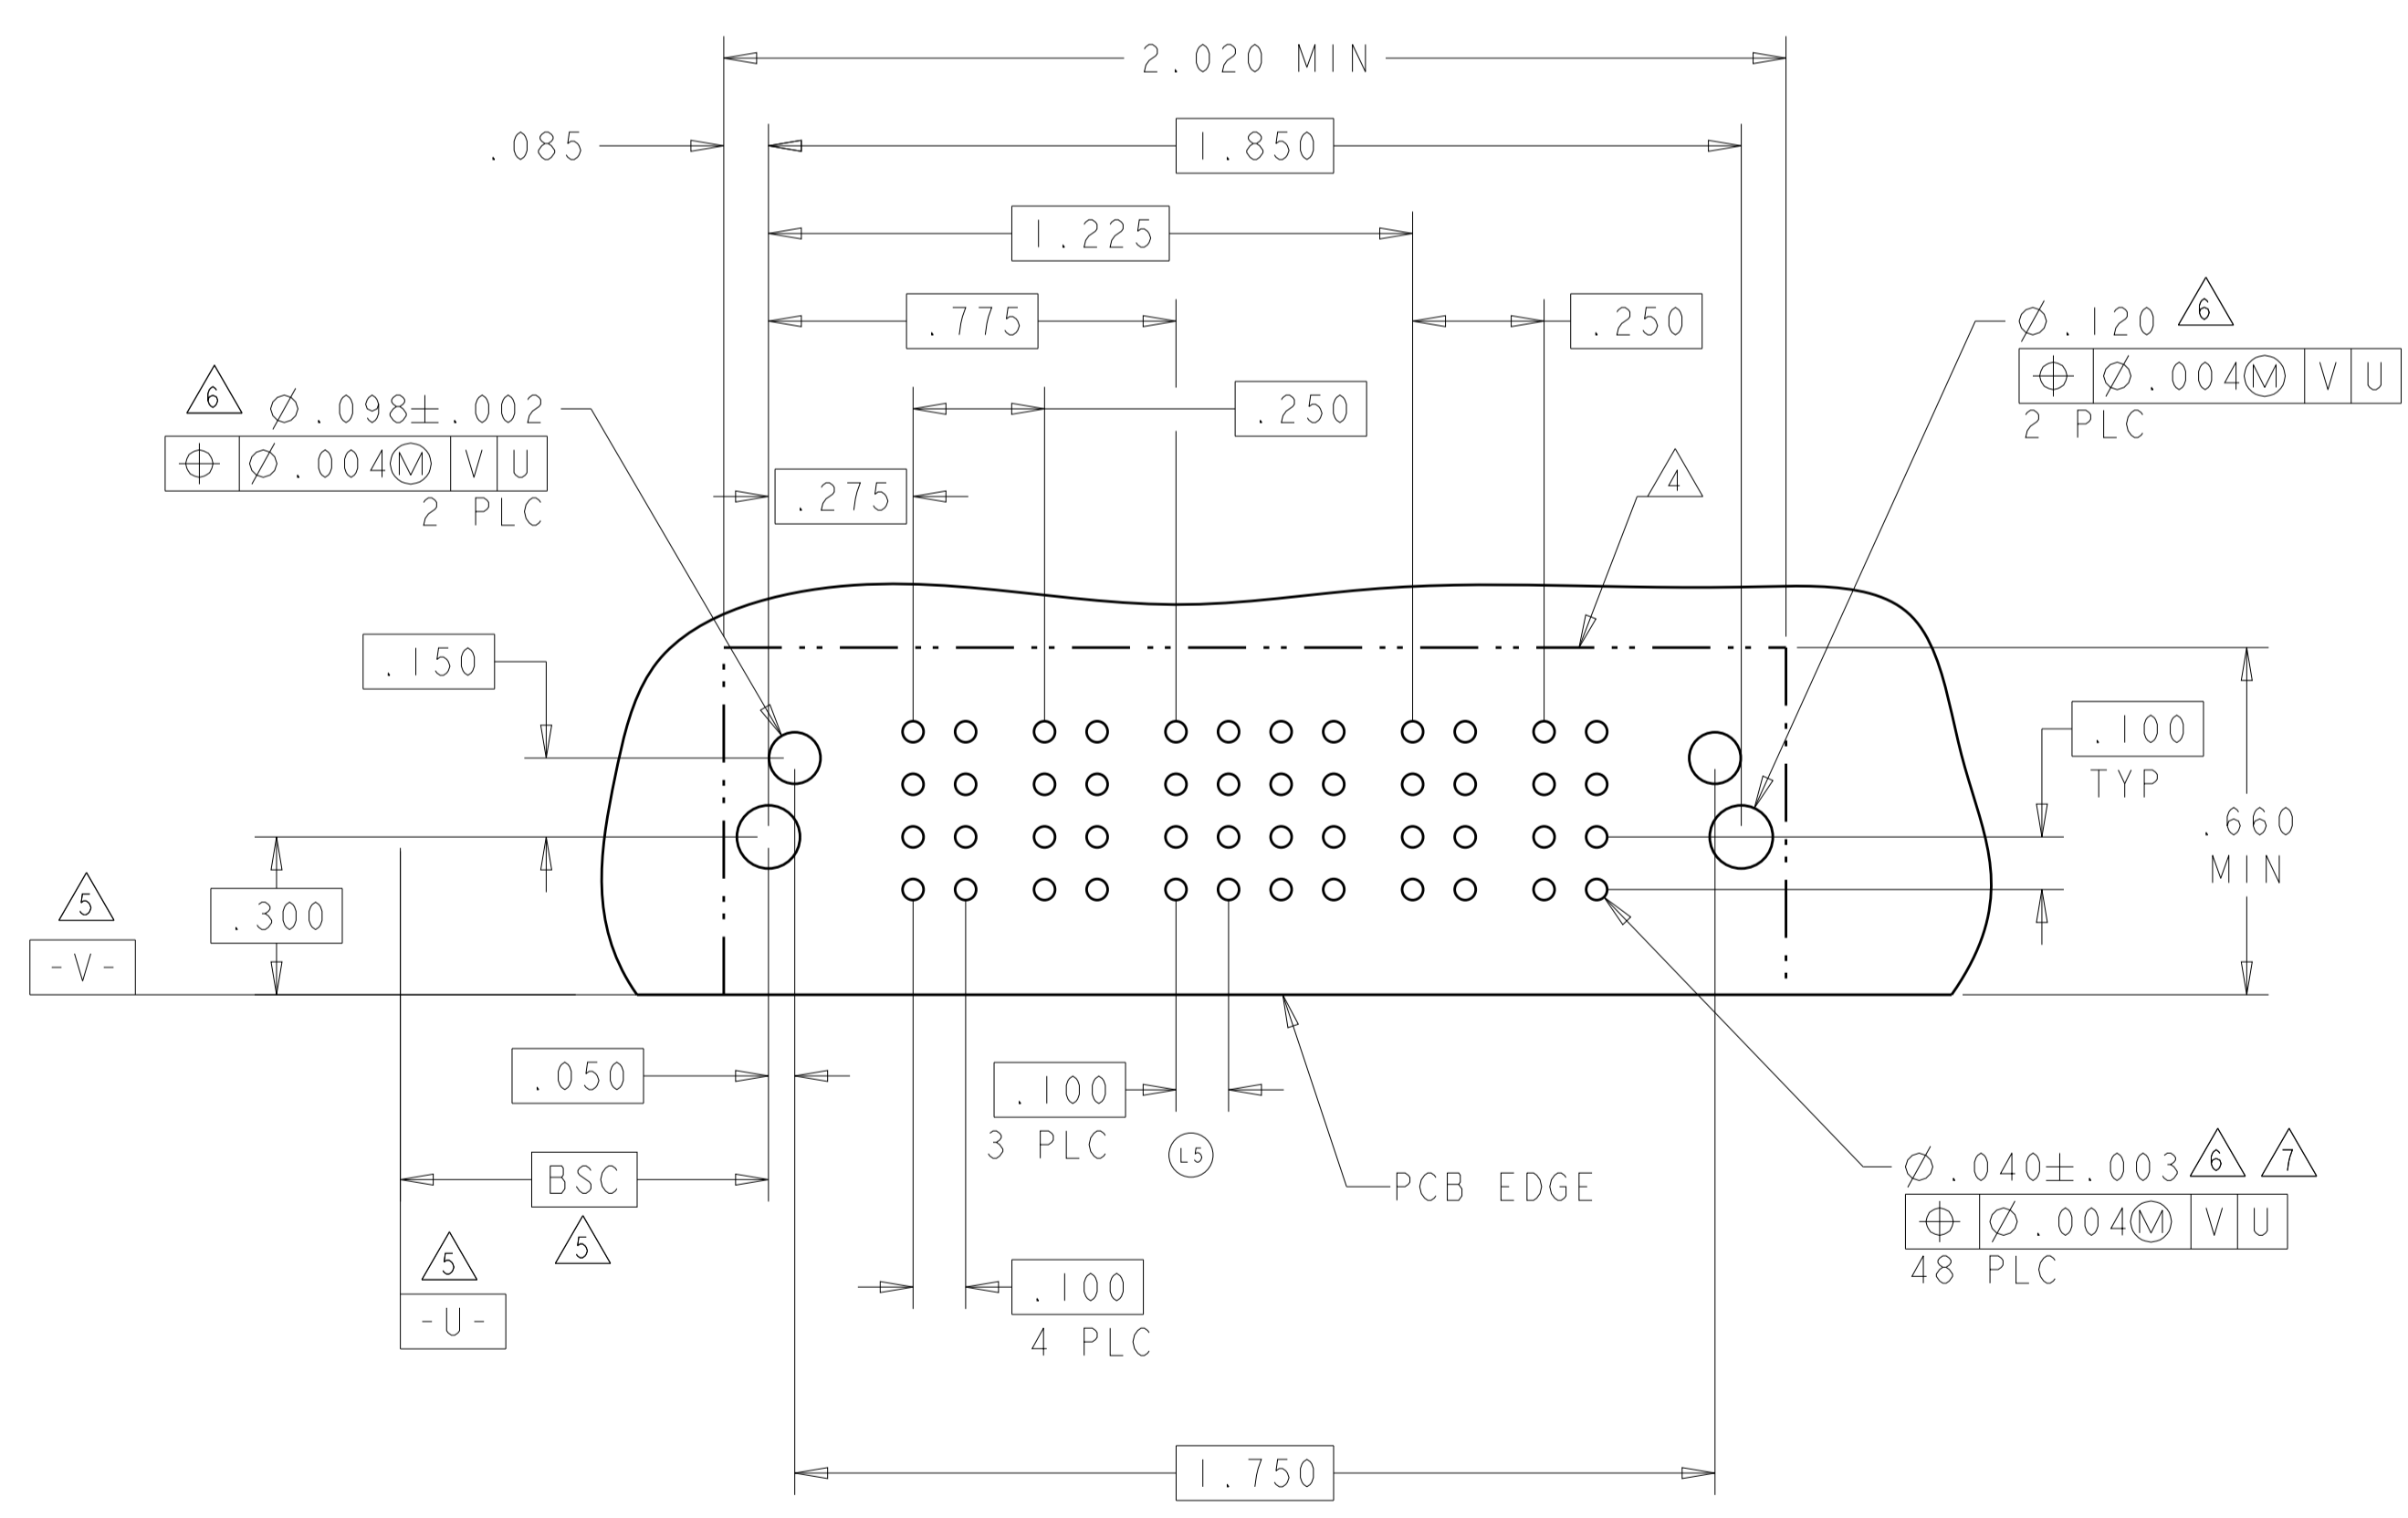 2.020 MIN
.085
1.850
1.225
.775
.250
6
⌀.120
⌖ ⌀.004Ⓜ V U
2 PLC
6
⌀.098±.002
⌖ ⌀.004Ⓜ V U
2 PLC
.250
4
.275
.150
.100
TYP
.660
MIN
5
-V-
.300
.050
.100
3 PLC
L5
BSC
5
5
-U-
PCB EDGE
⌀.040±.003 6 7
⌖ ⌀.004Ⓜ V U
48 PLC
.100
4 PLC
1.750